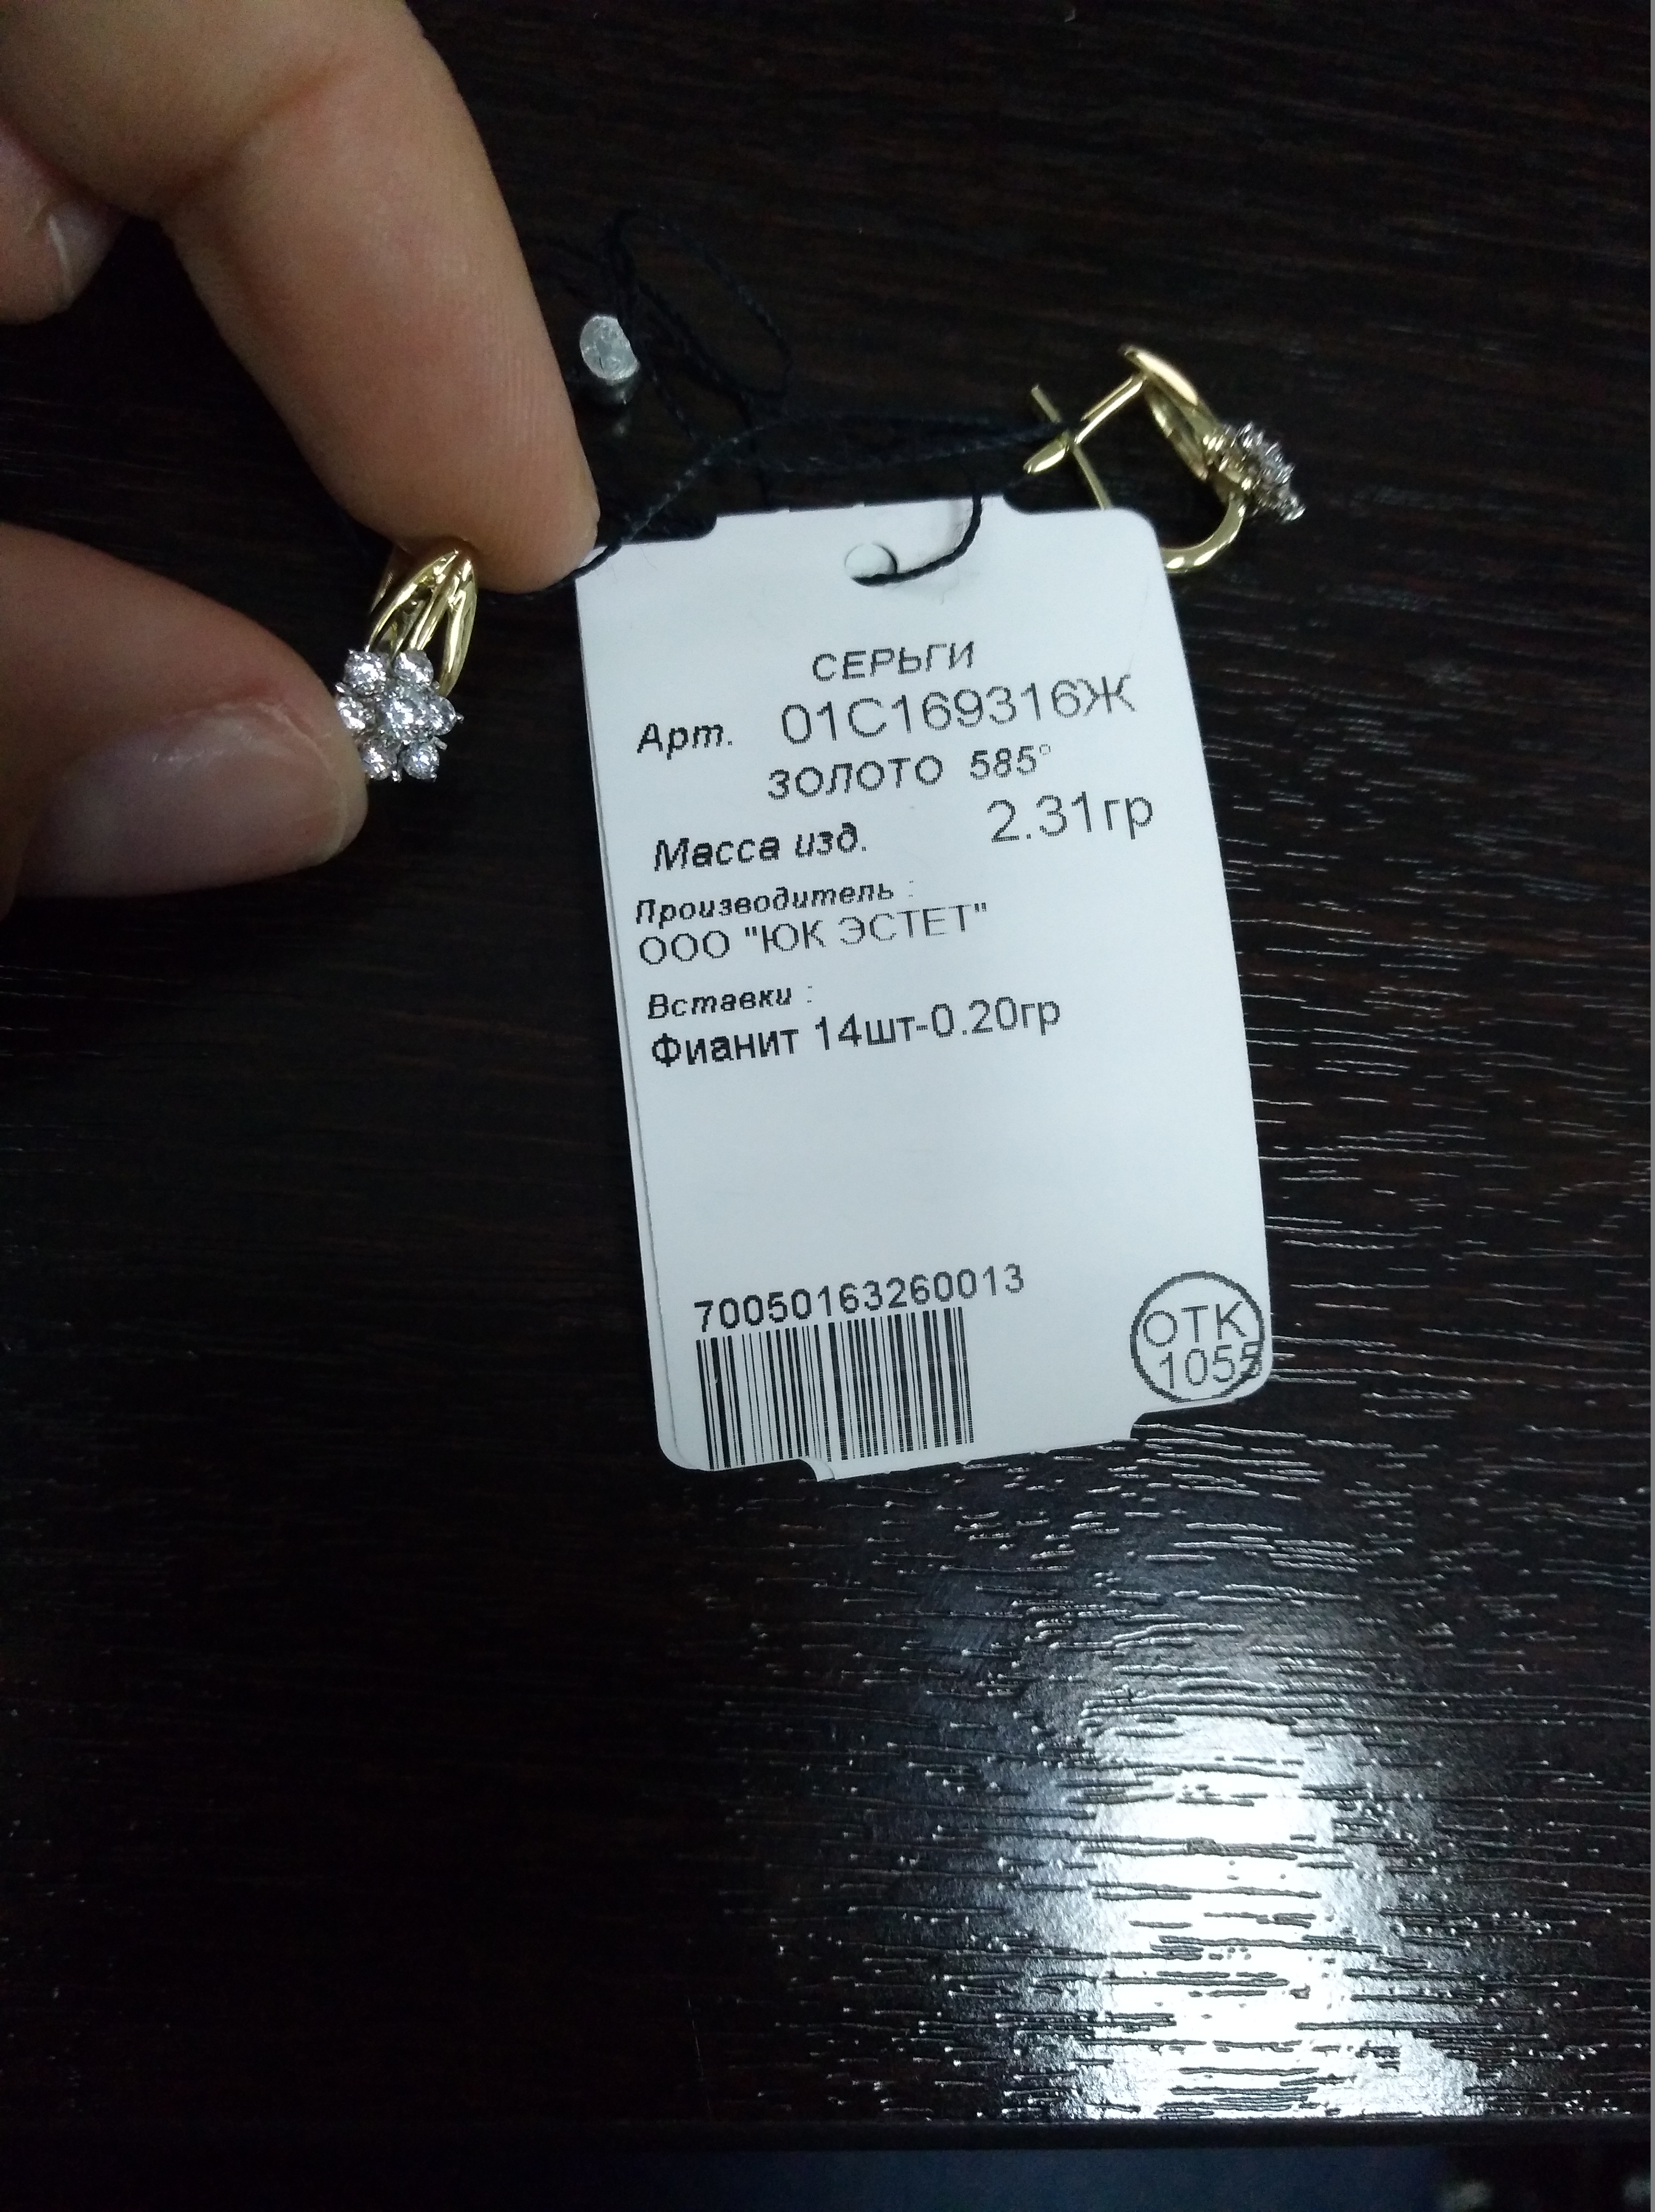 СЕРЬГИ
Арт. 01С169316Ж
ЗОЛОТО 585°
Масса изд. 2.31гр
Производитель :
ООО "ЮК ЭСТЕТ"
Вставки :
Фианит 14шт-0.20гр
70050163260013
ОТК